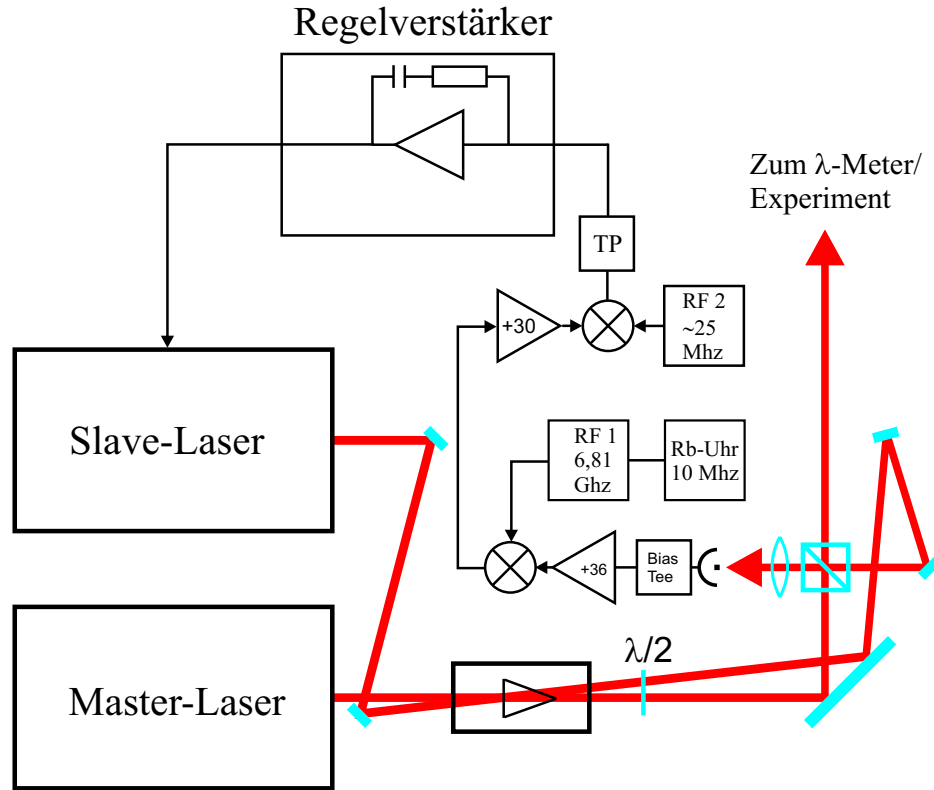 Regelverstärker
Zum λ-Meter/
Experiment
TP
+30
RF 2
~25
Mhz
Slave-Laser
RF 1
6,81
Ghz
Rb-Uhr
10 Mhz
+36
Bias
Tee
λ/2
Master-Laser